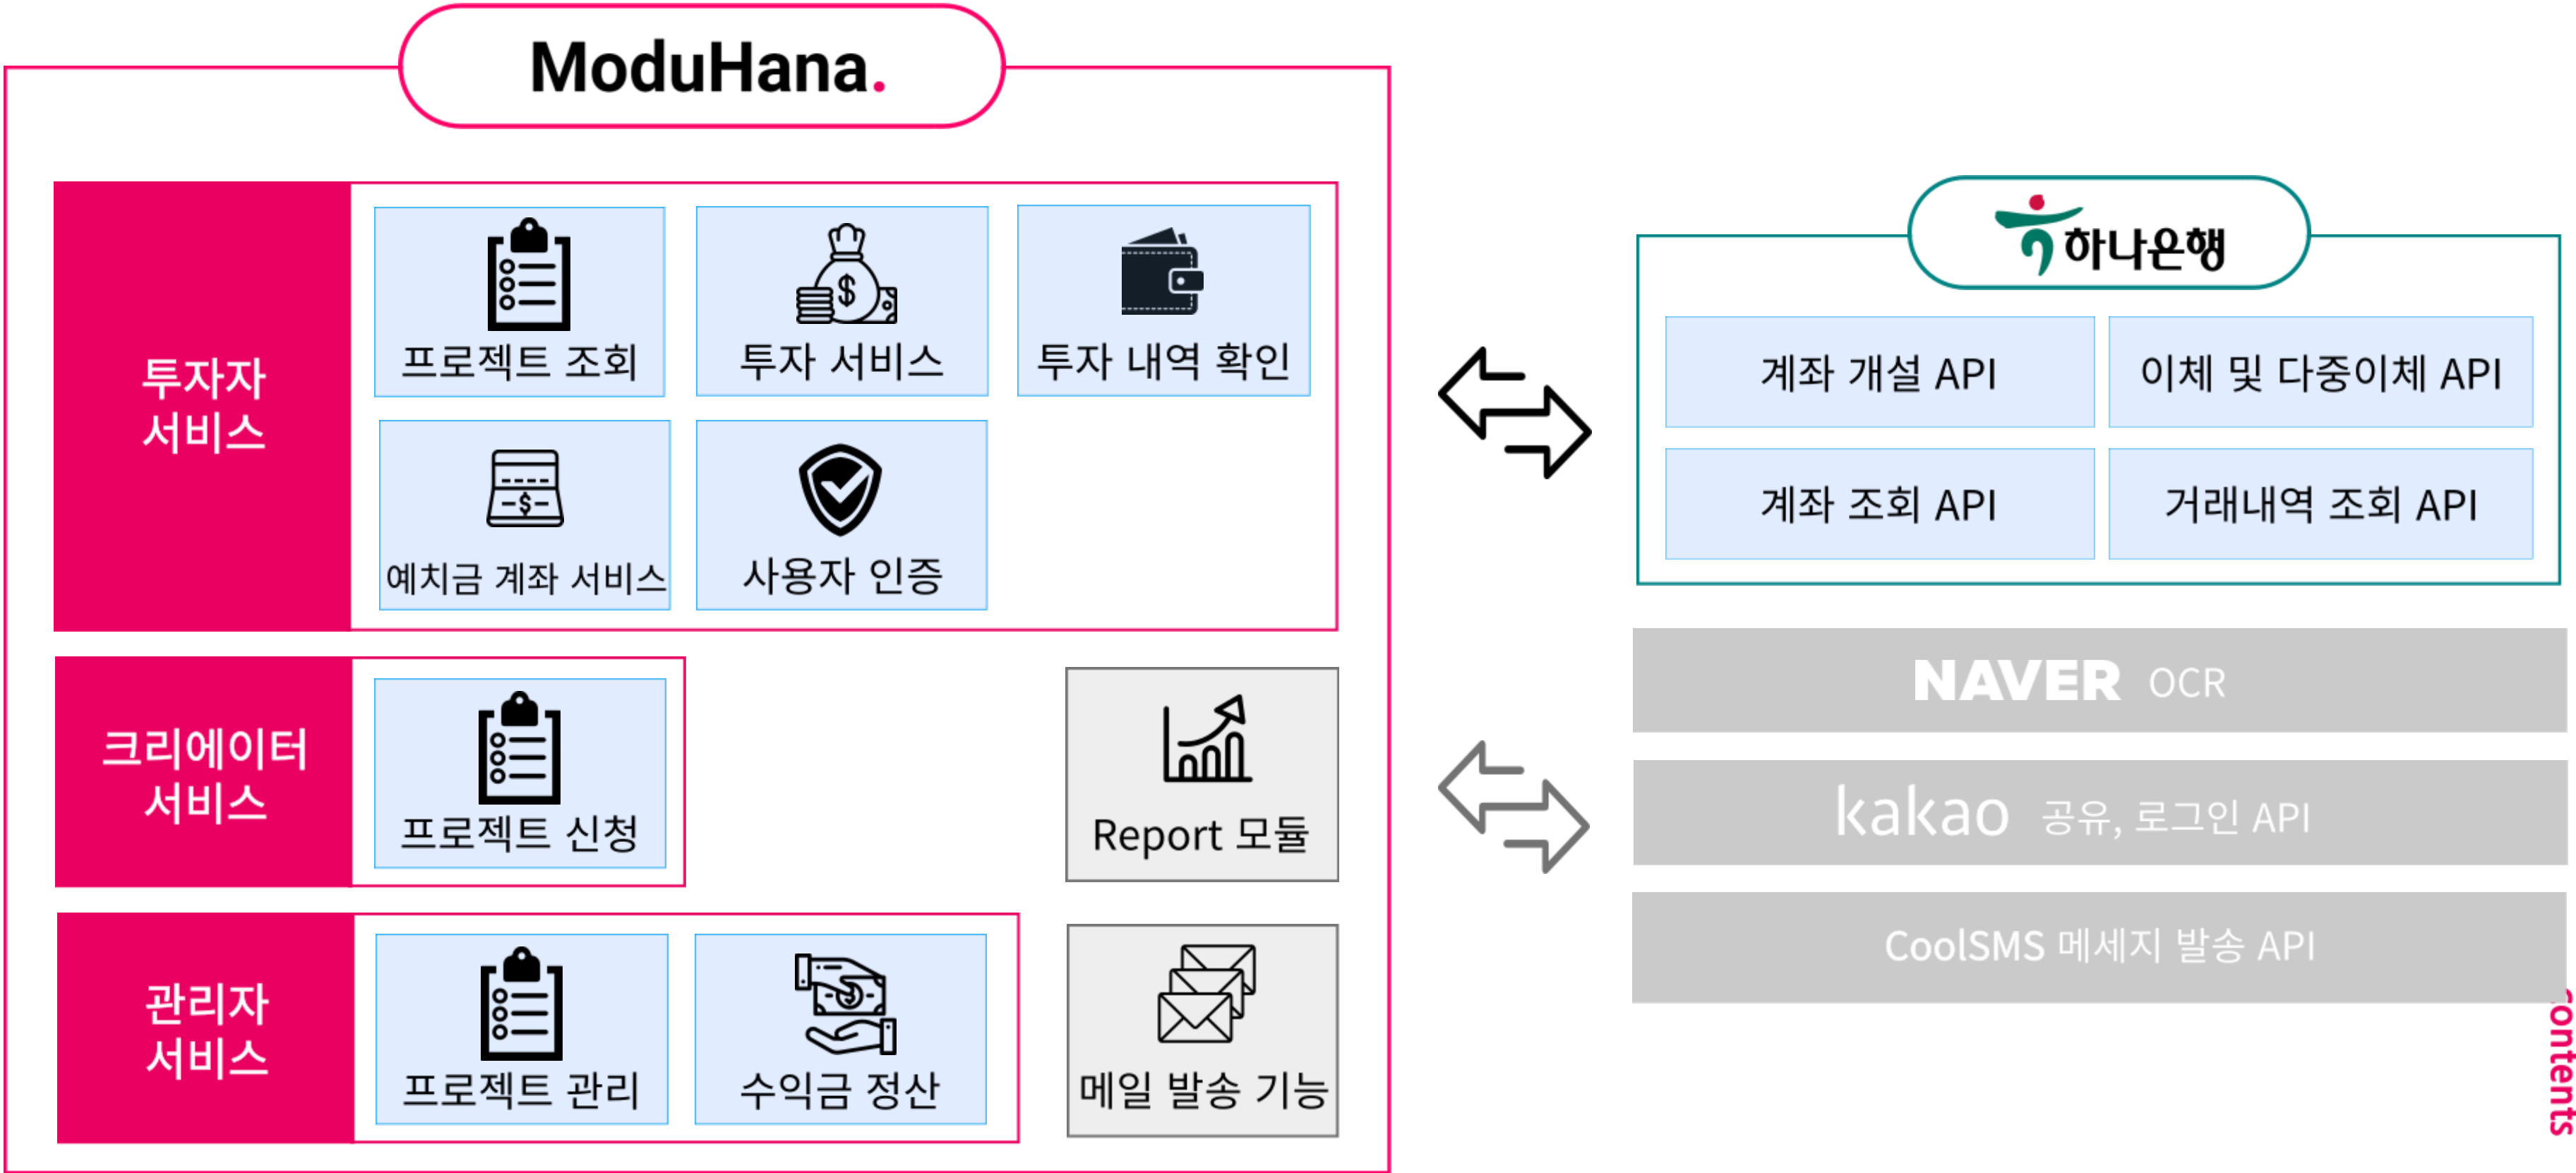 ModuHana.
투자자
서비스
프로젝트 조회
투자 서비스
투자 내역 확인
예치금 계좌 서비스
사용자 인증
크리에이터
서비스
프로젝트 신청
Report 모듈
관리자
서비스
프로젝트 관리
수익금 정산
메일 발송 기능
하나은행
계좌 개설 API
이체 및 다중이체 API
계좌 조회 API
거래내역 조회 API
NAVER OCR
kakao 공유, 로그인 API
CoolSMS 메세지 발송 API
contents